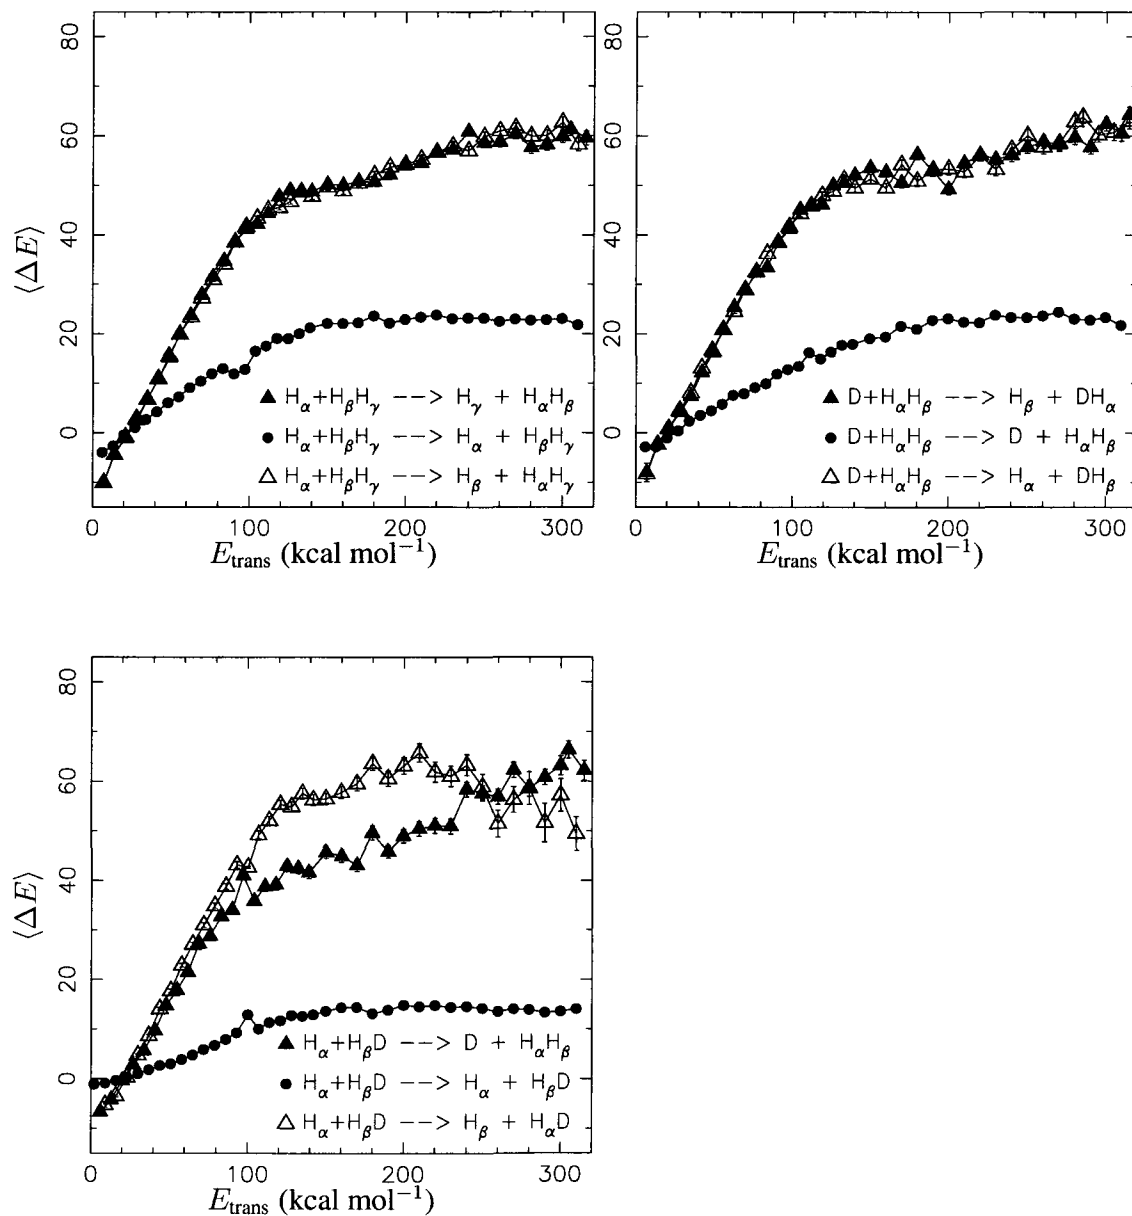 80
60
⟨ΔE⟩
40
20
0
▲ Hα+HβHγ --> Hγ + HαHβ
● Hα+HβHγ --> Hα + HβHγ
△ Hα+HβHγ --> Hβ + HαHγ
0 100 200 300
Etrans (kcal mol⁻¹)
80
60
⟨ΔE⟩
40
20
0
▲ D+HαHβ --> Hβ + DHα
● D+HαHβ --> D + HαHβ
△ D+HαHβ --> Hα + DHβ
0 100 200 300
Etrans (kcal mol⁻¹)
80
60
⟨ΔE⟩
40
20
0
▲ Hα+HβD --> D + HαHβ
● Hα+HβD --> Hα + HβD
△ Hα+HβD --> Hβ + HαD
0 100 200 300
Etrans (kcal mol⁻¹)